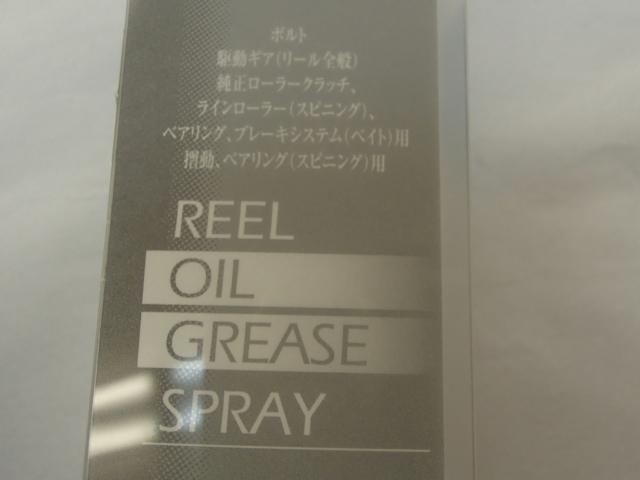 ボルト
駆動ギア(リール全般)
純正ローラークラッチ、
ラインローラー(スピニング)、
ベアリング、ブレーキシステム(ベイト)用
摺動、ベアリング(スピニング)用
REEL
OIL
GREASE
SPRAY